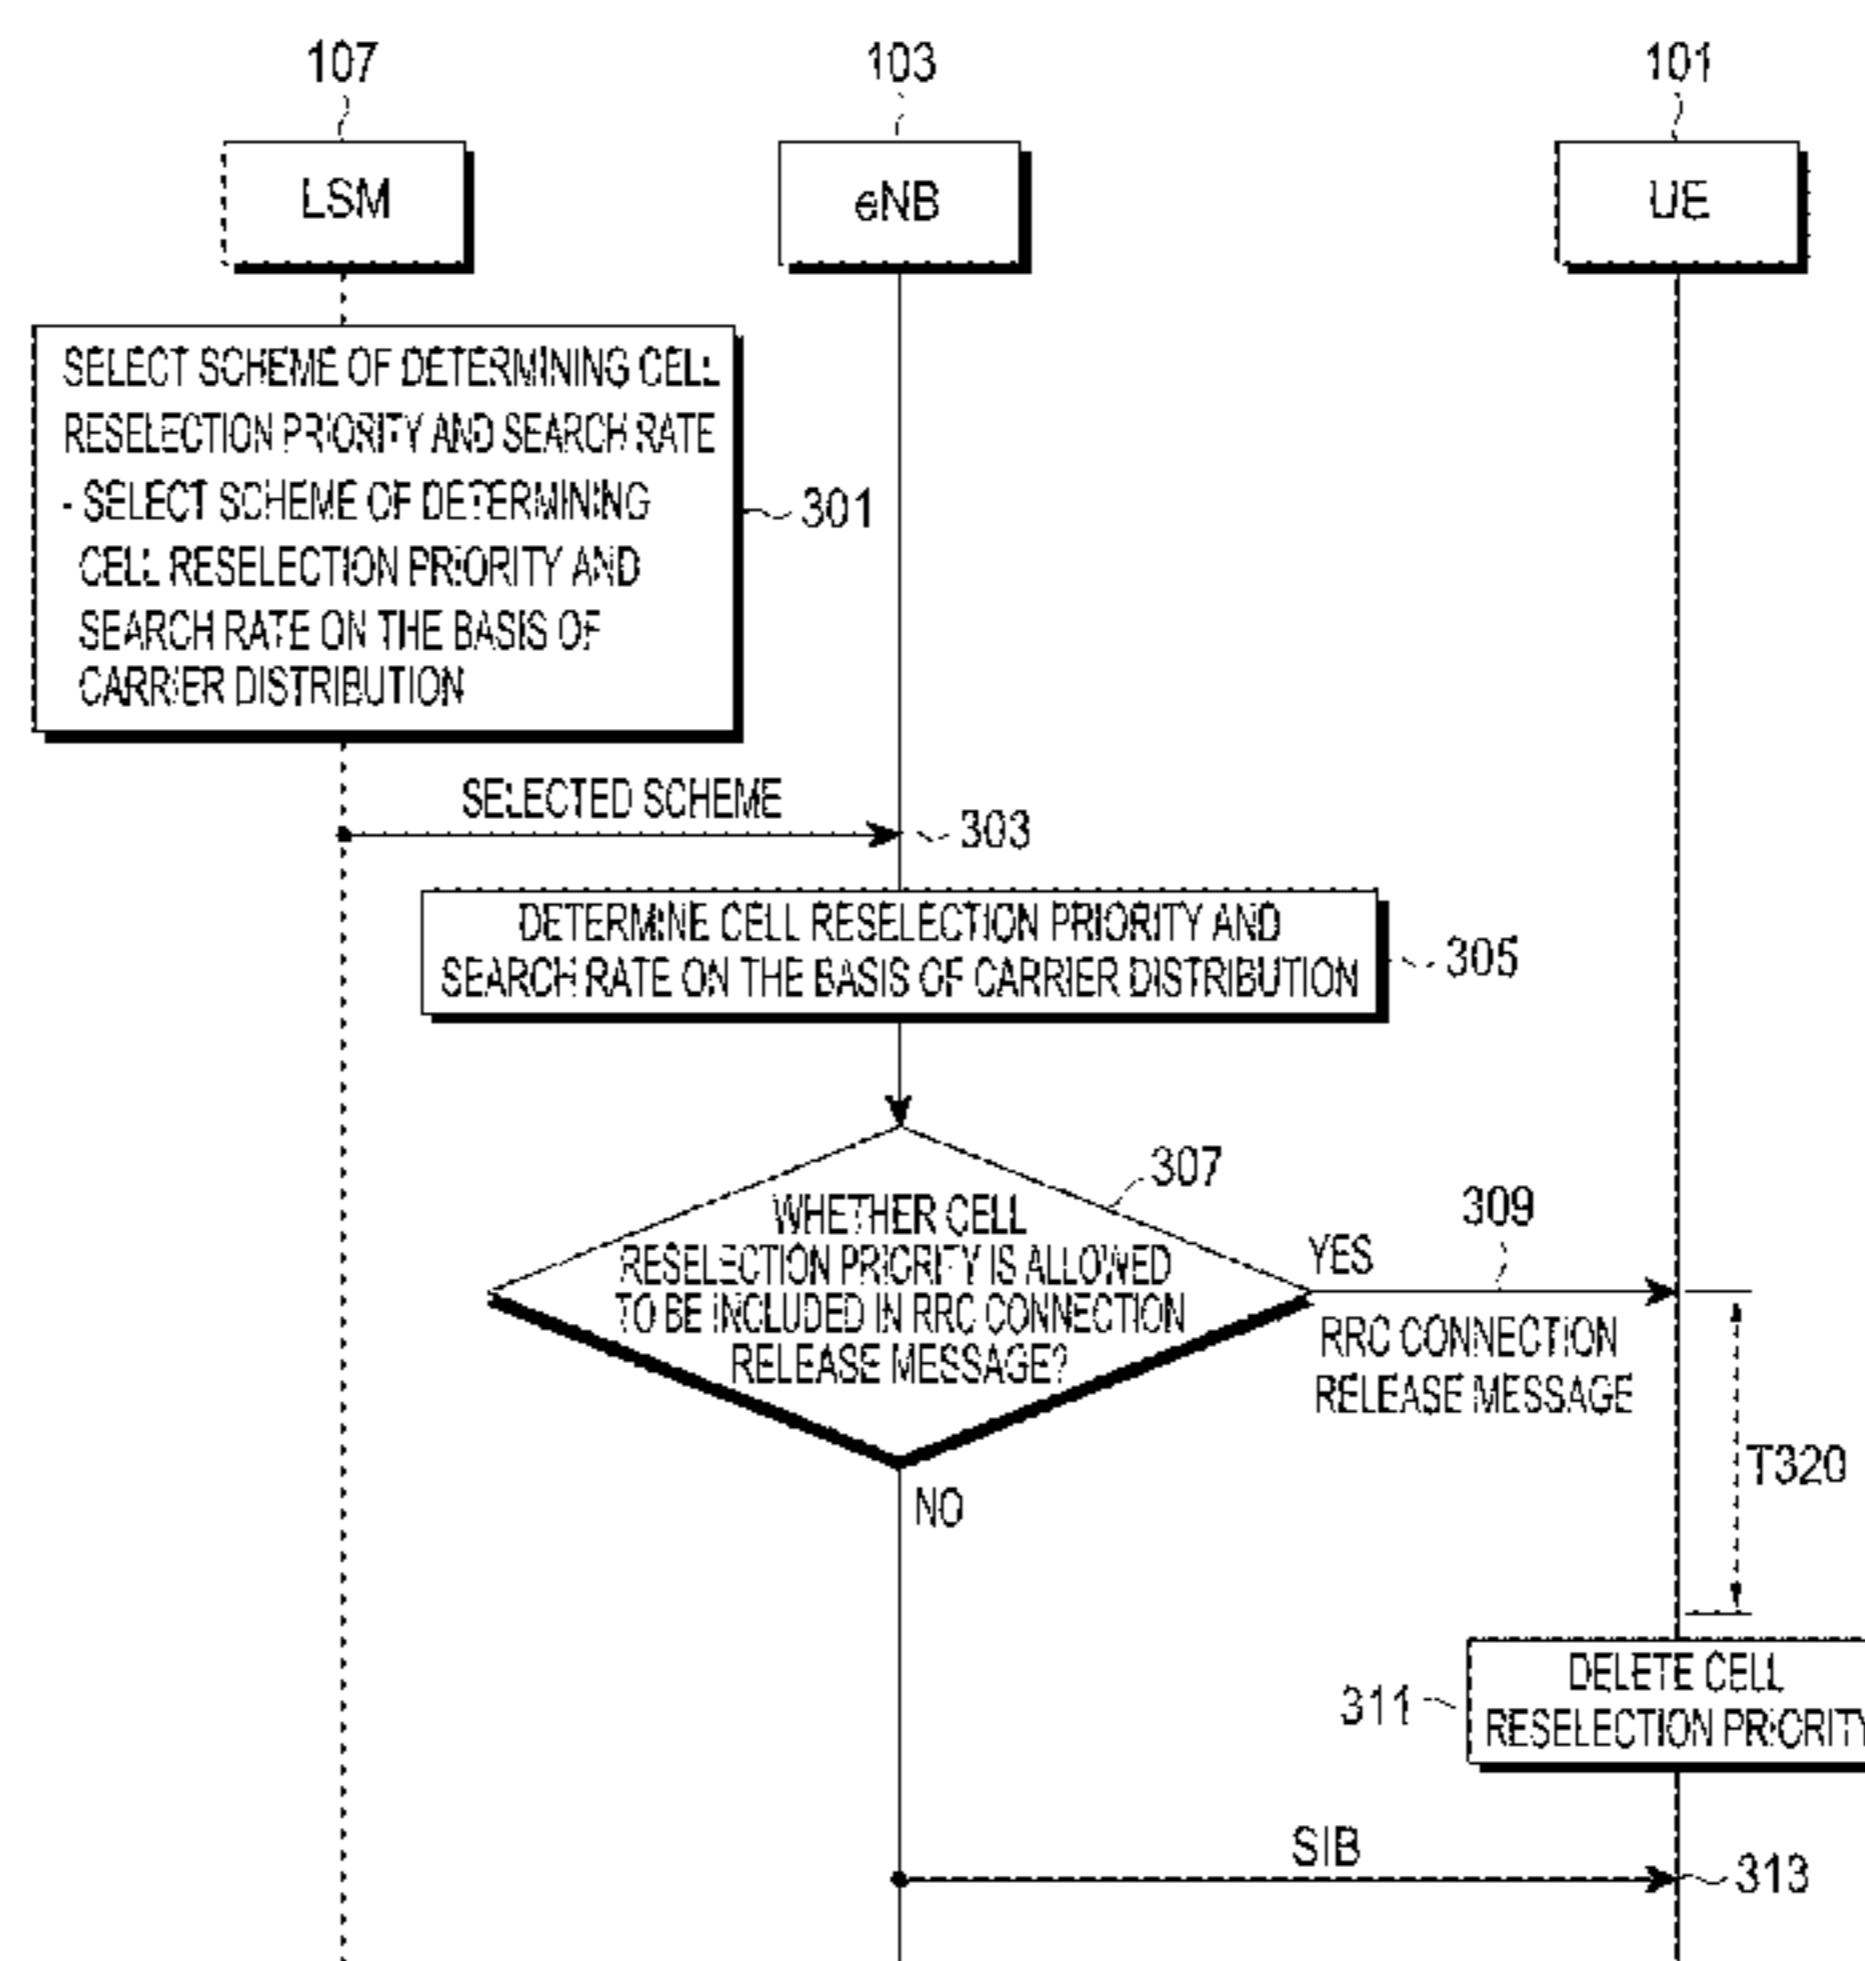 107
103
101
LSM
eNB
UE
SELECT SCHEME OF DETERMINING CELL
RESELECTION PRIORITY AND SEARCH RATE
- SELECT SCHEME OF DETERMINING
CELL RESELECTION PRIORITY AND
SEARCH RATE ON THE BASIS OF
CARRIER DISTRIBUTION
301
SELECTED SCHEME
303
DETERMINE CELL RESELECTION PRIORITY AND
SEARCH RATE ON THE BASIS OF CARRIER DISTRIBUTION
305
307
WHETHER CELL
RESELECTION PRIORITY IS ALLOWED
TO BE INCLUDED IN RRC CONNECTION
RELEASE MESSAGE?
YES
309
RRC CONNECTION
RELEASE MESSAGE
T320
NO
311
DELETE CELL
RESELECTION PRIORITY
SIB
313